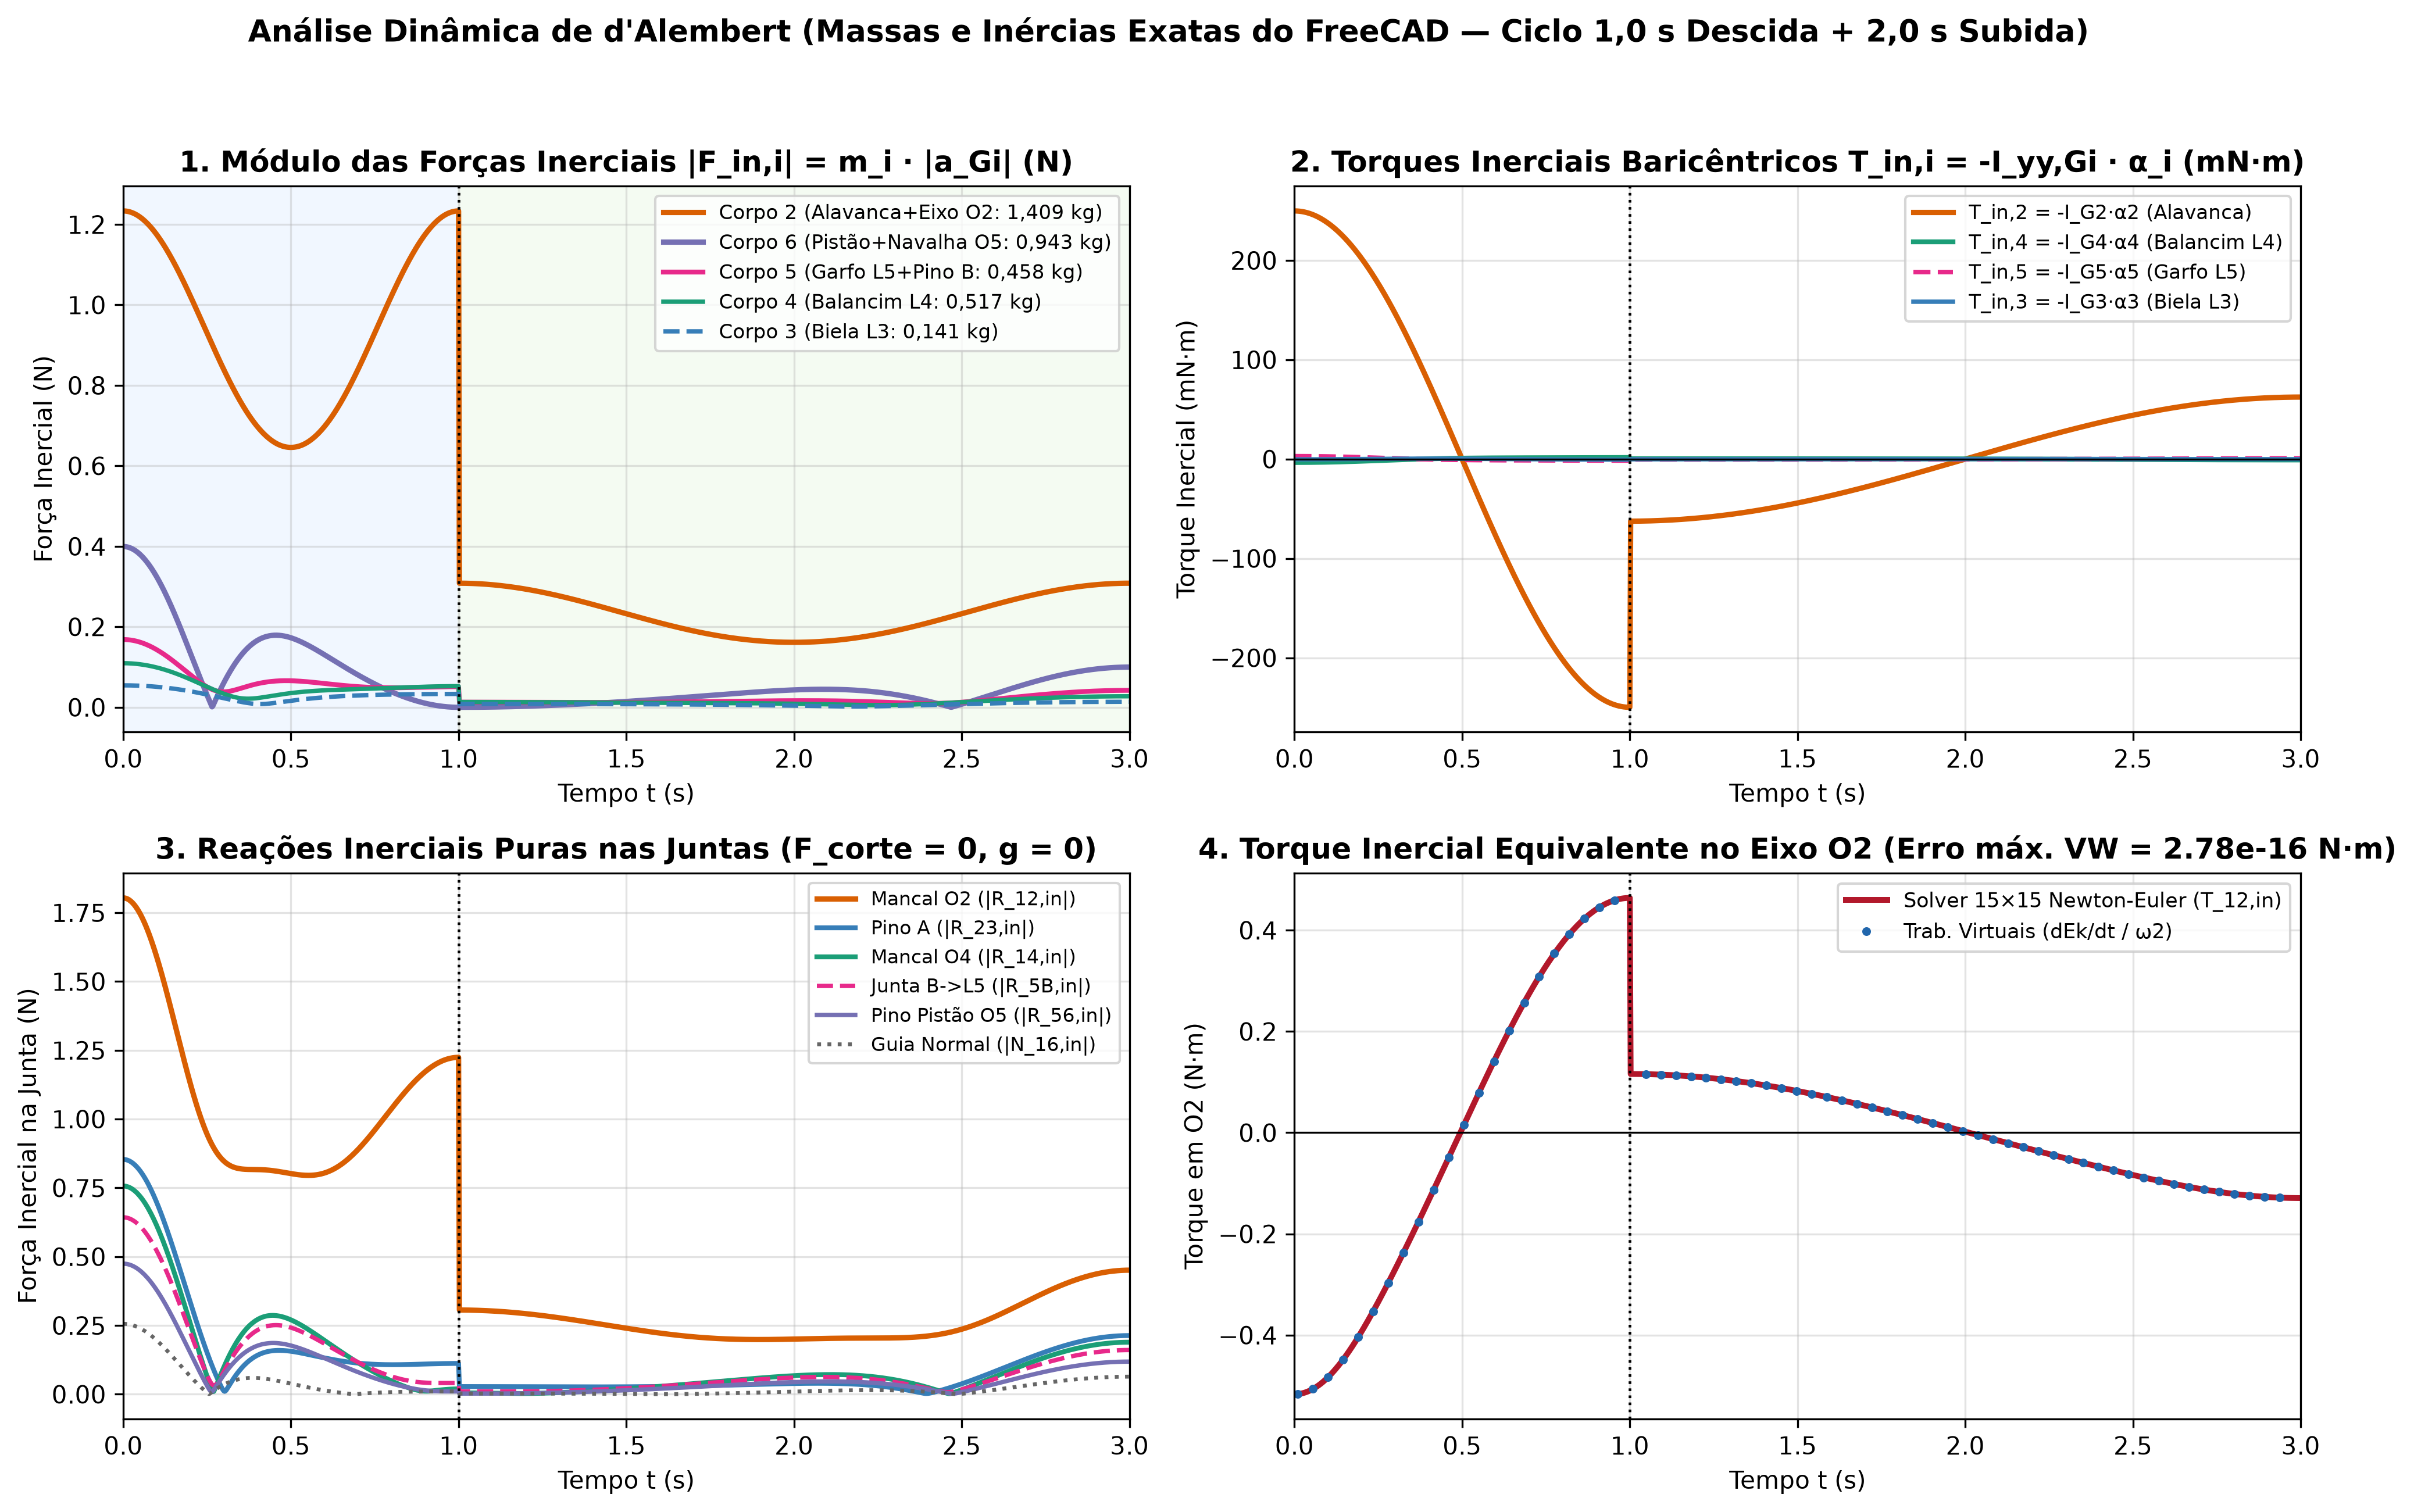 Análise Dinâmica de d'Alembert (Massas e Inércias Exatas do FreeCAD — Ciclo 1,0 s Descida + 2,0 s Subida)
1. Módulo das Forças Inerciais |F_in,i| = m_i · |a_Gi| (N)
Força Inercial (N)
1.2
1.0
0.8
0.6
0.4
0.2
0.0
Corpo 2 (Alavanca+Eixo O2: 1,409 kg)
Corpo 6 (Pistão+Navalha O5: 0,943 kg)
Corpo 5 (Garfo L5+Pino B: 0,458 kg)
Corpo 4 (Balancim L4: 0,517 kg)
Corpo 3 (Biela L3: 0,141 kg)
0.0 0.5 1.0 1.5 2.0 2.5 3.0
Tempo t (s)
2. Torques Inerciais Baricêntricos T_in,i = -I_yy,Gi · α_i (mN·m)
Torque Inercial (mN·m)
200
100
0
−100
−200
T_in,2 = -I_G2·α2 (Alavanca)
T_in,4 = -I_G4·α4 (Balancim L4)
T_in,5 = -I_G5·α5 (Garfo L5)
T_in,3 = -I_G3·α3 (Biela L3)
0.0 0.5 1.0 1.5 2.0 2.5 3.0
Tempo t (s)
3. Reações Inerciais Puras nas Juntas (F_corte = 0, g = 0)
Força Inercial na Junta (N)
1.75
1.50
1.25
1.00
0.75
0.50
0.25
0.00
Mancal O2 (|R_12,in|)
Pino A (|R_23,in|)
Mancal O4 (|R_14,in|)
Junta B->L5 (|R_5B,in|)
Pino Pistão O5 (|R_56,in|)
Guia Normal (|N_16,in|)
0.0 0.5 1.0 1.5 2.0 2.5 3.0
Tempo t (s)
4. Torque Inercial Equivalente no Eixo O2 (Erro máx. VW = 2.78e-16 N·m)
Torque em O2 (N·m)
0.4
0.2
0.0
−0.2
−0.4
Solver 15×15 Newton-Euler (T_12,in)
Trab. Virtuais (dEk/dt / ω2)
0.0 0.5 1.0 1.5 2.0 2.5 3.0
Tempo t (s)